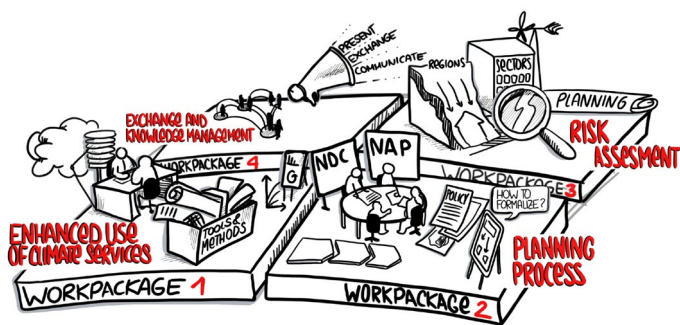 PRESENT
EXCHANGE
COMMUNICATE
REGIONS
SECTORS
PLANNING
RISK
ASSESMENT
EXCHANGE AND
KNOWLEDGE MANAGEMENT
WORKPACKAGE 4
WORKPACKAGE 3
G
NDC
NAP
POLICY
HOW TO
FORMALIZE?
TOOLS &
METHODS
ENHANCED USE
OF CLIMATE SERVICES
PLANNING
PROCESS
WORKPACKAGE 1
WORKPACKAGE 2